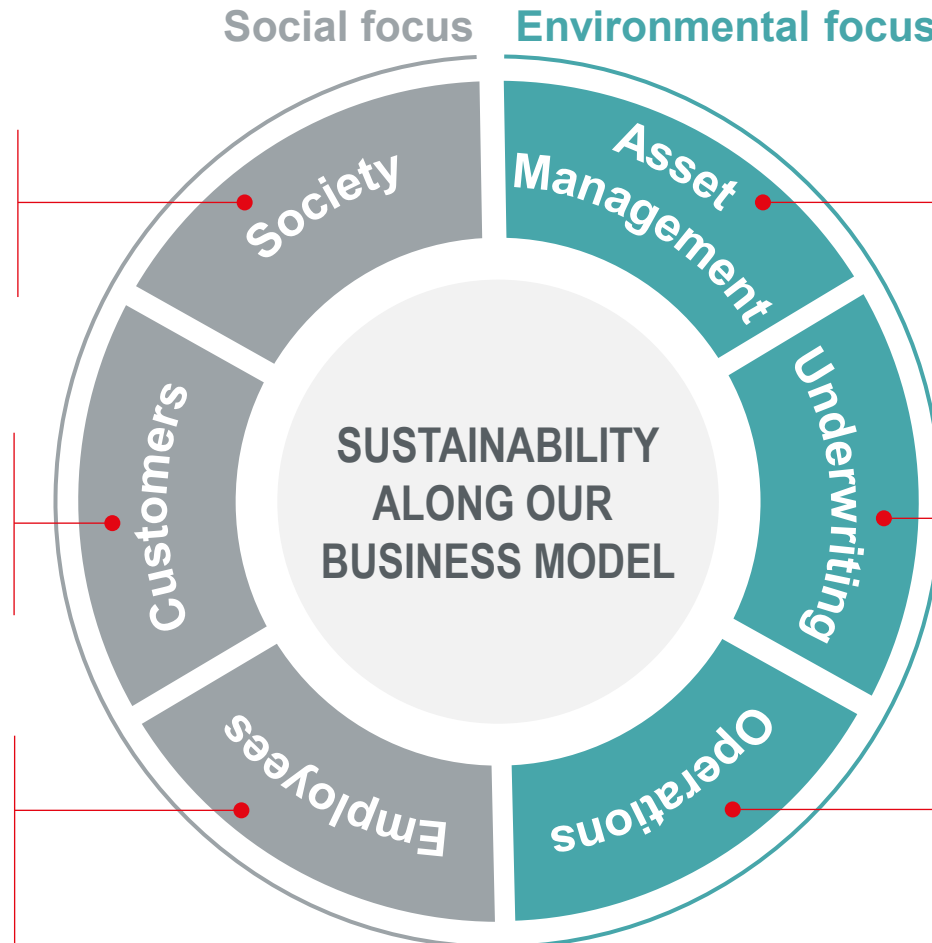 Social focus
Environmental focus
Society
Asset
Management
Customers
SUSTAINABILITY
ALONG OUR
BUSINESS MODEL
Underwriting
Employees
Operations